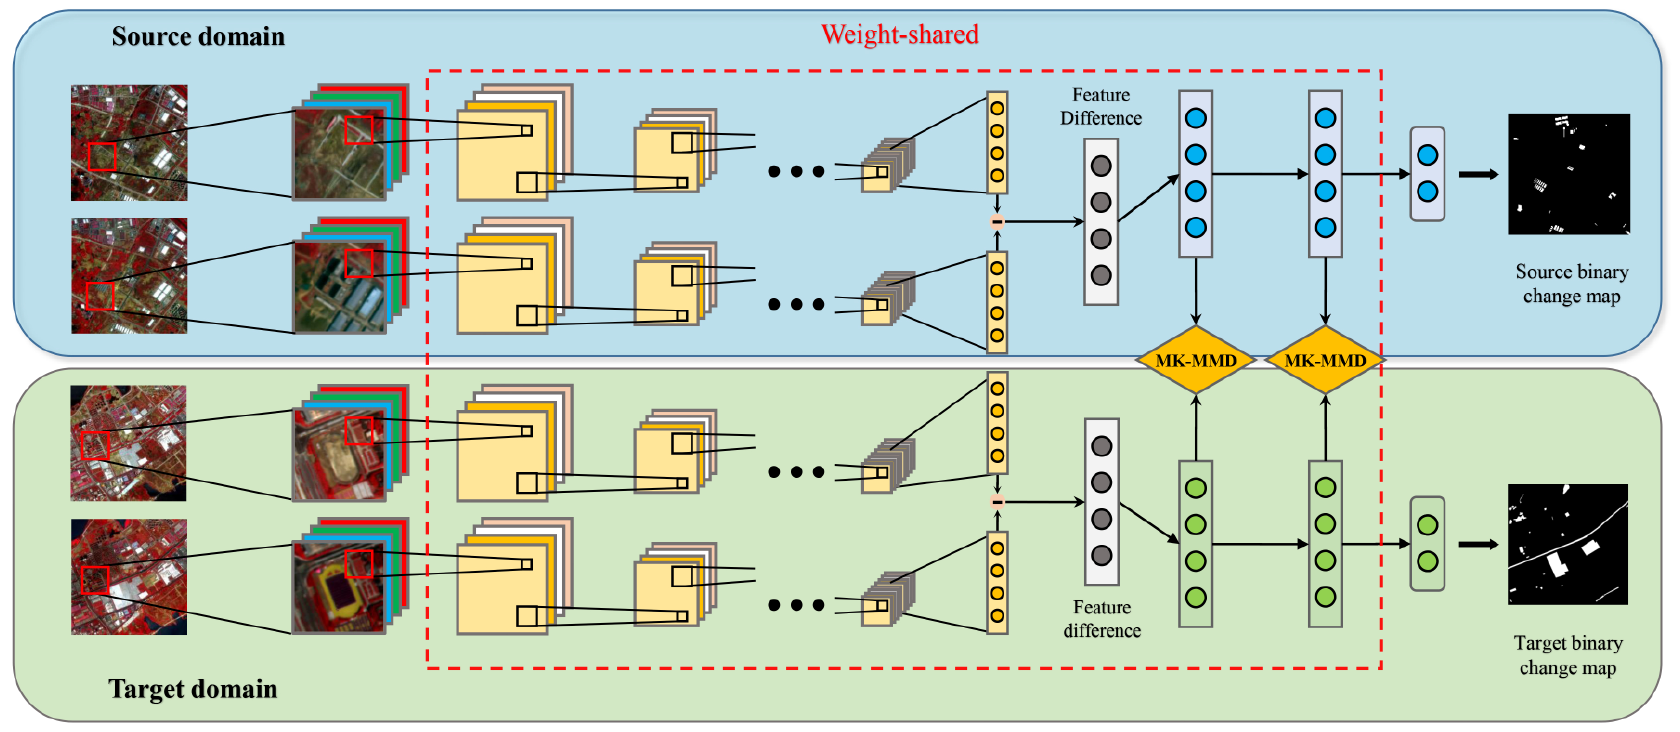 Source domain
Weight-shared
Feature
Difference
Source binary
change map
MK-MMD
MK-MMD
Feature
difference
Target binary
change map
Target domain